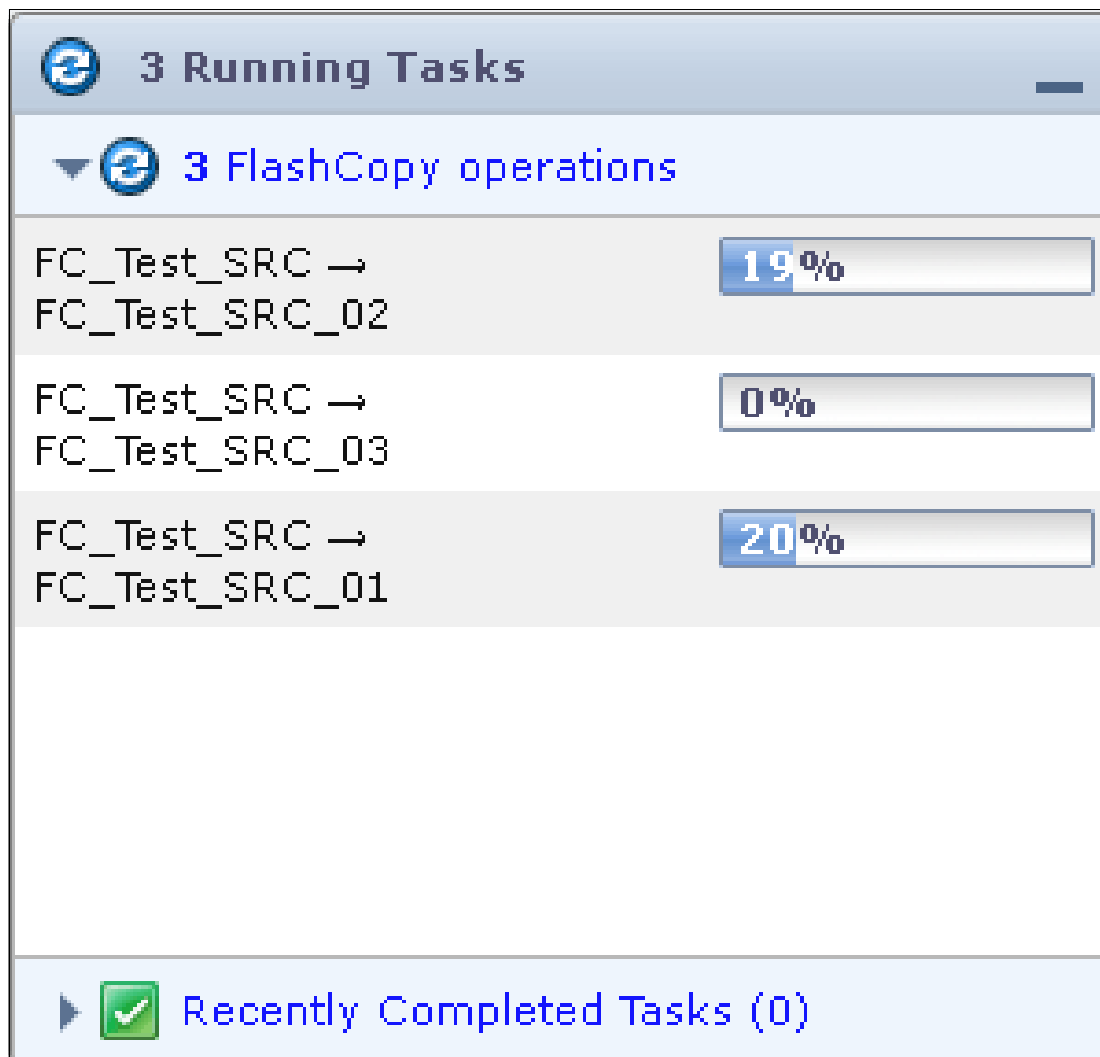 3 Running Tasks
3 FlashCopy operations
FC_Test_SRC →
FC_Test_SRC_02
19%
FC_Test_SRC →
FC_Test_SRC_03
0%
FC_Test_SRC →
FC_Test_SRC_01
20%
Recently Completed Tasks (0)